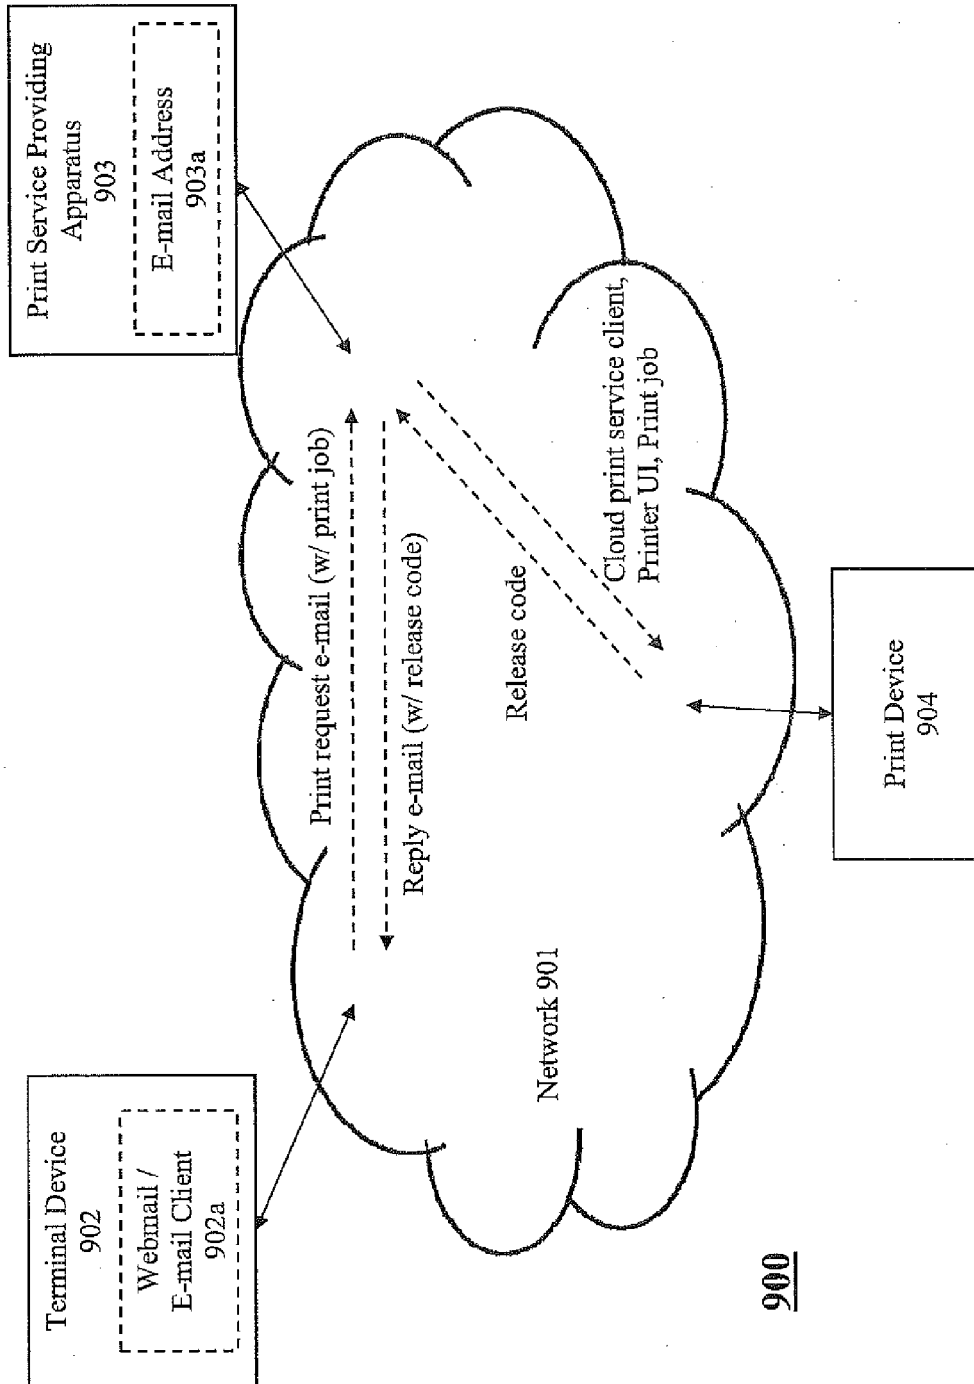 Terminal Device
902
Webmail /
E-mail Client
902a
Print Service Providing
Apparatus
903
E-mail Address
903a
Print request e-mail (w/ print job)
Reply e-mail (w/ release code)
Release code
Cloud print service client,
Printer UI, Print job
Network 901
Print Device
904
900